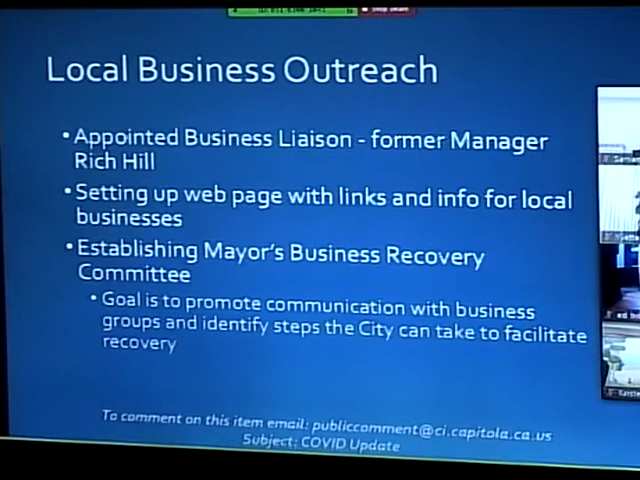 Local Business Outreach
• Appointed Business Liaison - former Manager
Rich Hill
• Setting up web page with links and info for local
businesses
• Establishing Mayor's Business Recovery
Committee
• Goal is to promote communication with business
groups and identify steps the City can take to facilitate
recovery
To comment on this item email: publiccomment@ci.capitola.ca.us
Subject: COVID Update